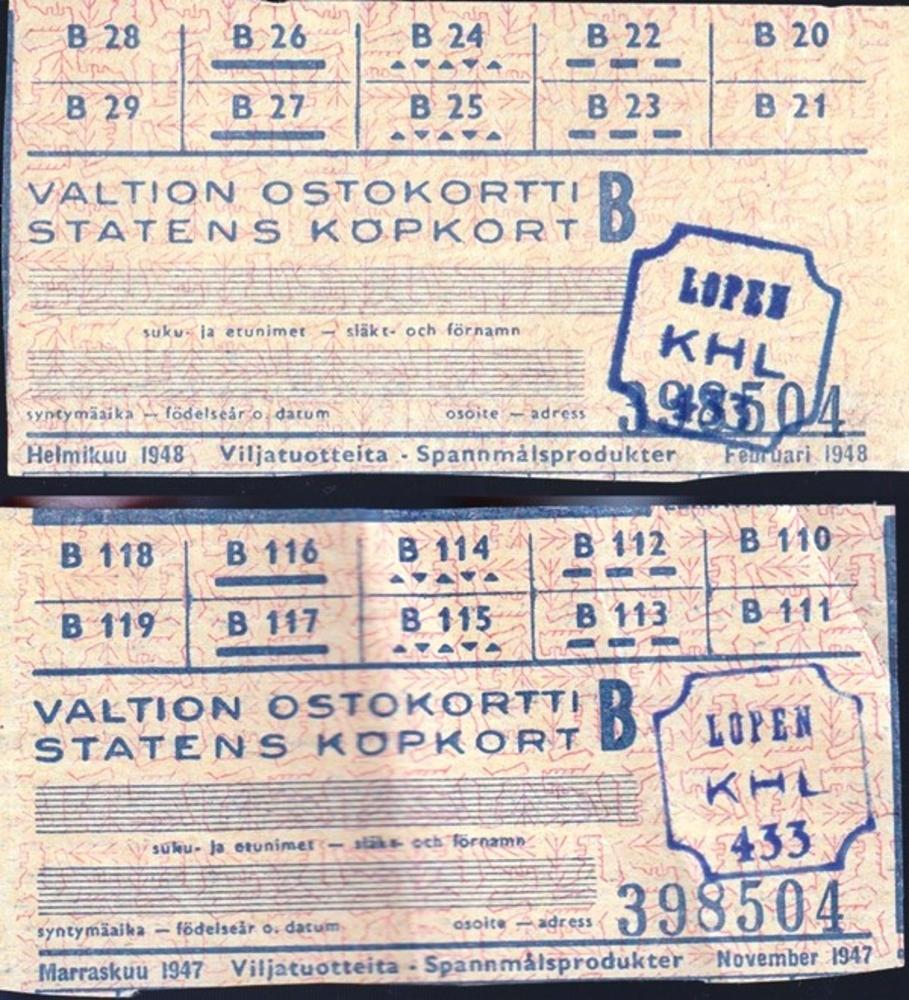 B 28 B 26 B 24 B 22 B 20
B 29 B 27 B 25 B 23 B 21
VALTION OSTOKORTTI B
STATENS KÖPKORT
LOPEN
KHL
433
suku- ja etunimet — släkt- och förnamn
398504
syntymäaika — födelseår o. datum osoite — adress
Helmikuu 1948 Viljatuotteita - Spannmålsprodukter Februari 1948
B 118 B 116 B 114 B 112 B 110
B 119 B 117 B 115 B 113 B 111
VALTION OSTOKORTTI B
STATENS KÖPKORT
LOPEN
KHL
433
suku- ja etunimet — släkt- och förnamn
398504
syntymäaika — födelseår o. datum osoite — adress
Marraskuu 1947 Viljatuotteita - Spannmålsprodukter November 1947